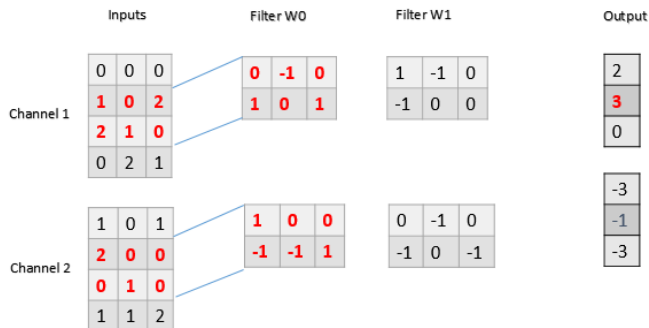 Inputs Filter W0 Filter W1 Output
0 0 0 0 -1 0 1 -1 0 2
1 0 2 1 0 1 -1 0 0 3
Channel 1
2 1 0 0
0 2 1
-3
1 0 1 1 0 0 0 -1 0 -1
2 0 0 -1 -1 1 -1 0 -1 -3
Channel 2
0 1 0
1 1 2